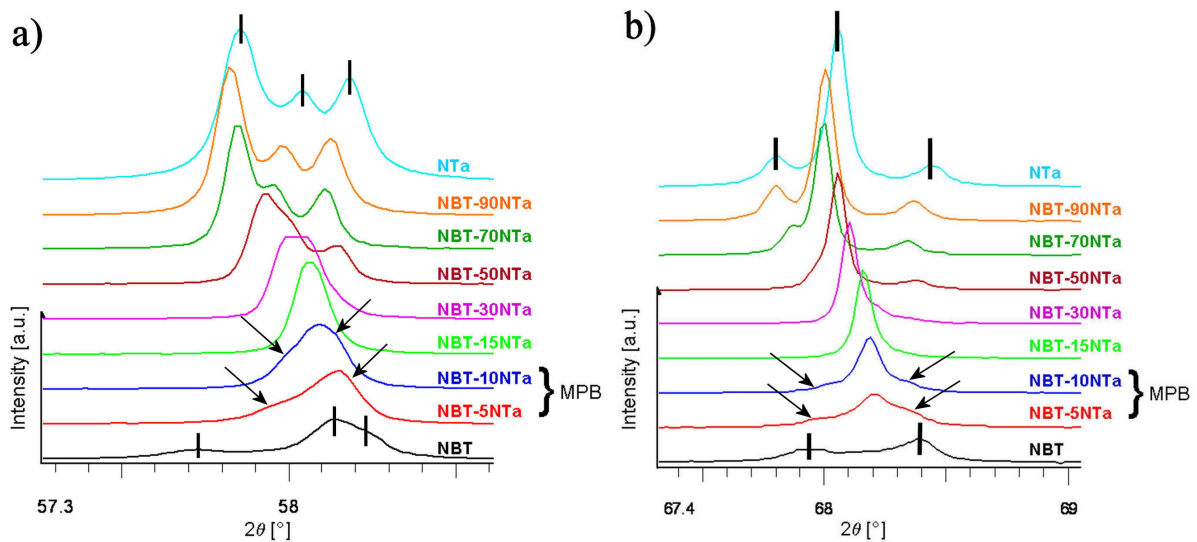 a)
NTa
NBT-90NTa
NBT-70NTa
NBT-50NTa
NBT-30NTa
NBT-15NTa
NBT-10NTa
NBT-5NTa
NBT
} MPB
Intensity [a.u.]
57.3
58
2θ [°]
b)
NTa
NBT-90NTa
NBT-70NTa
NBT-50NTa
NBT-30NTa
NBT-15NTa
NBT-10NTa
NBT-5NTa
NBT
} MPB
Intensity [a.u.]
67.4
68
69
2θ [°]